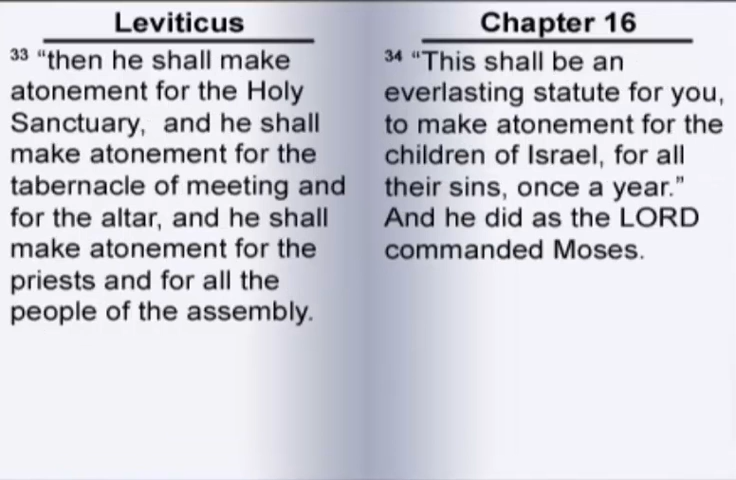 Leviticus
33 “then he shall make
atonement for the Holy
Sanctuary, and he shall
make atonement for the
tabernacle of meeting and
for the altar, and he shall
make atonement for the
priests and for all the
people of the assembly.
Chapter 16
34 “This shall be an
everlasting statute for you,
to make atonement for the
children of Israel, for all
their sins, once a year.”
And he did as the LORD
commanded Moses.